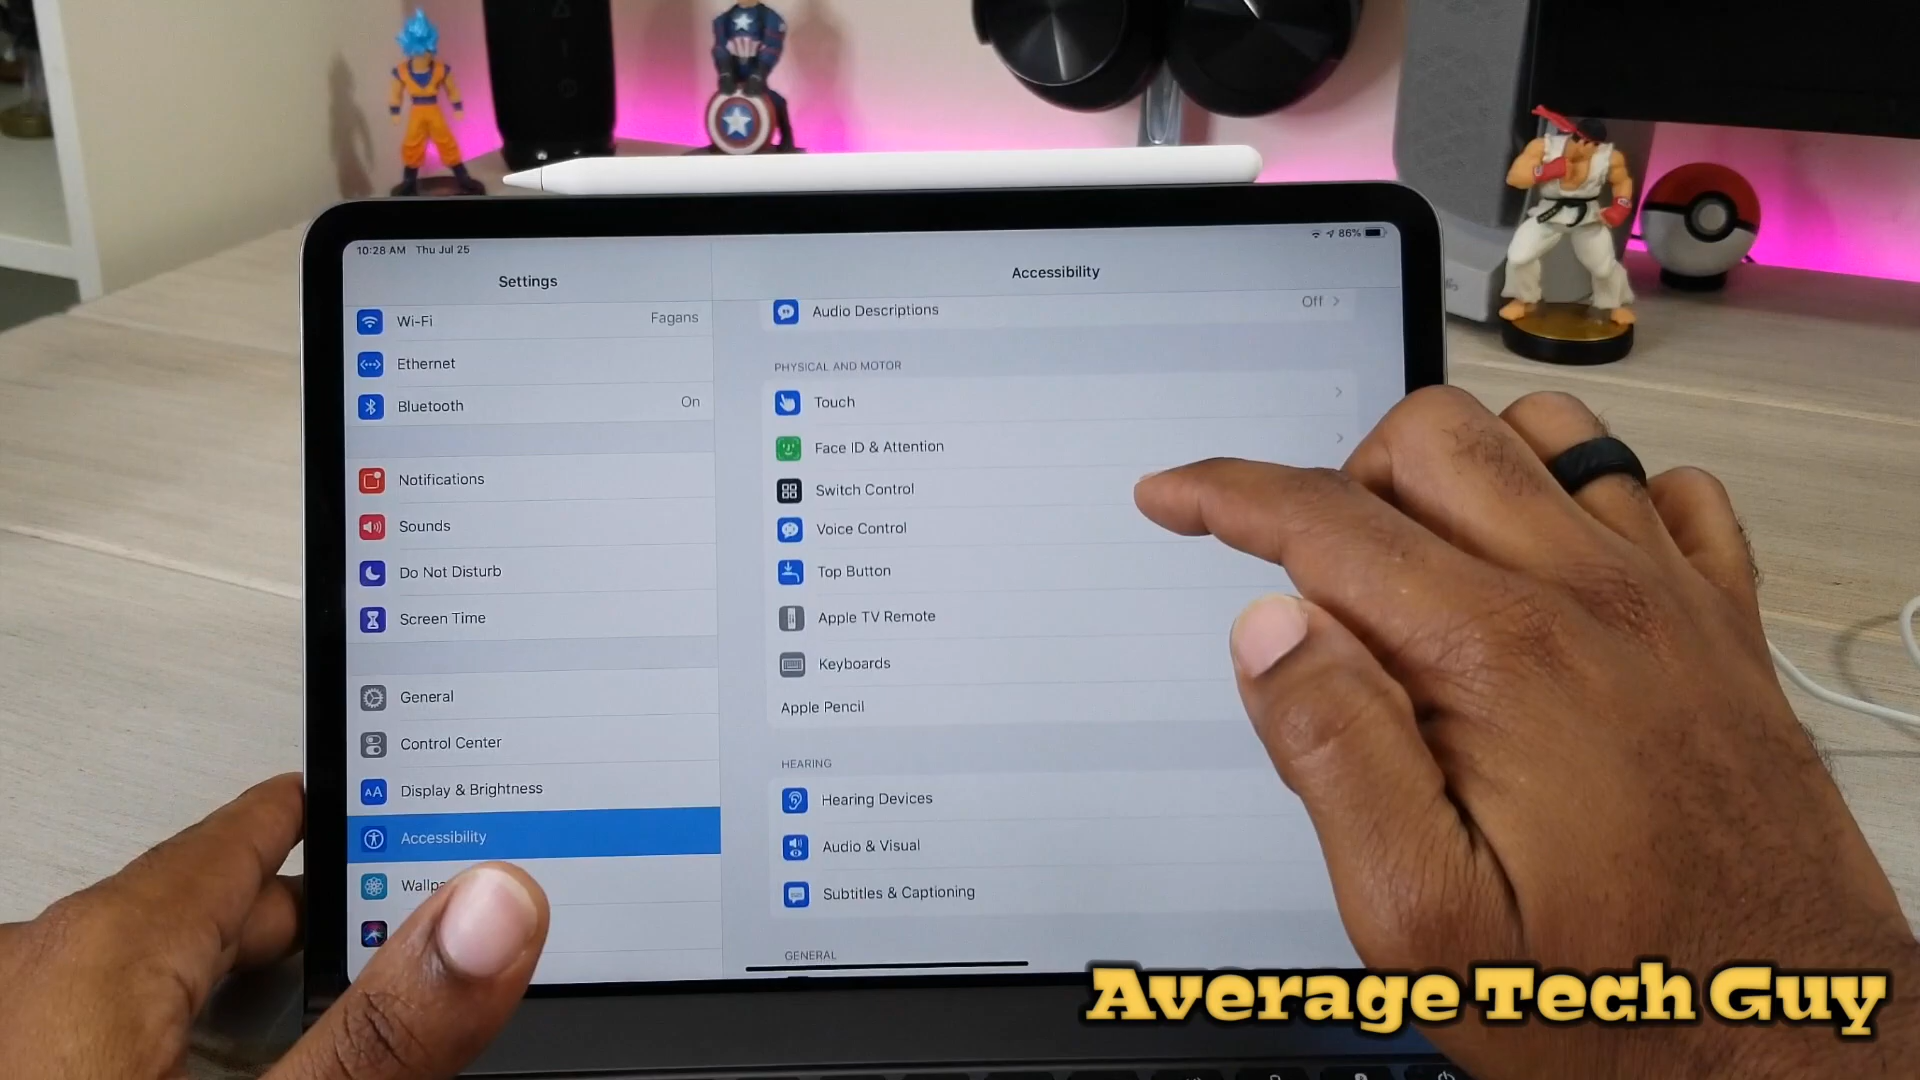 10:28 AM Thu Jul 25
86%
Settings
Wi-Fi Fagans
Ethernet
Bluetooth On
Notifications
Sounds
Do Not Disturb
Screen Time
General
Control Center
Display & Brightness
AA
Accessibility
Accessibility
Audio Descriptions Off
PHYSICAL AND MOTOR
Touch
Face ID & Attention
Switch Control
Voice Control
Top Button
Apple TV Remote
Keyboards
Apple Pencil
HEARING
Hearing Devices
Audio & Visual
Subtitles & Captioning
GENERAL
Average Tech Guy